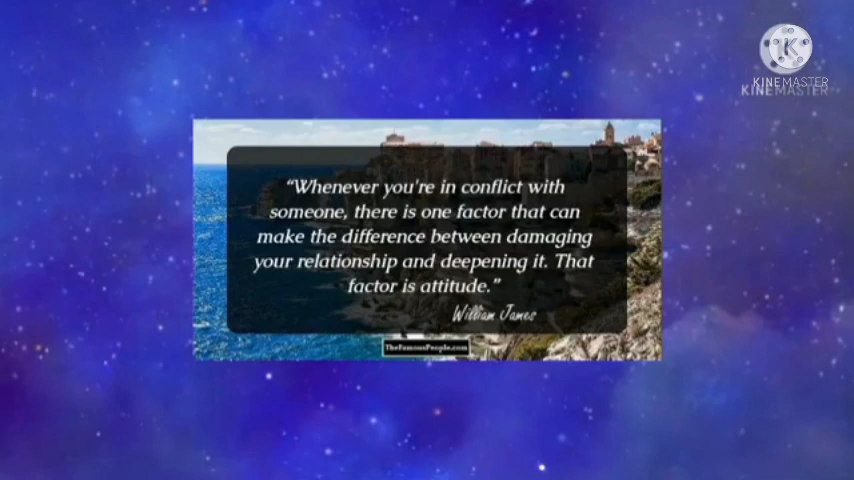 KINEMASTER
KINEMASTER
“Whenever you're in conflict with
someone, there is one factor that can
make the difference between damaging
your relationship and deepening it. That
factor is attitude.”
William James
TheFamousPeople.com